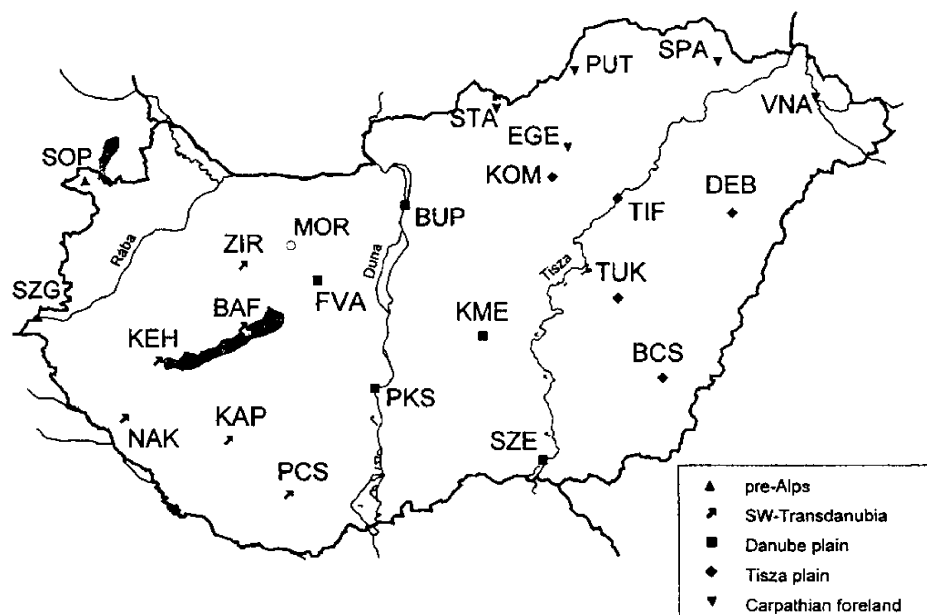 SPA
PUT
VNA
STA
EGE
SOP
KOM
DEB
BUP
TIF
MOR
ZIR
Rába
Duna
Tisza
TUK
SZG
FVA
BAF
KME
KEH
BCS
PKS
KAP
NAK
SZE
PCS
pre-Alps
SW-Transdanubia
Danube plain
Tisza plain
Carpathian foreland